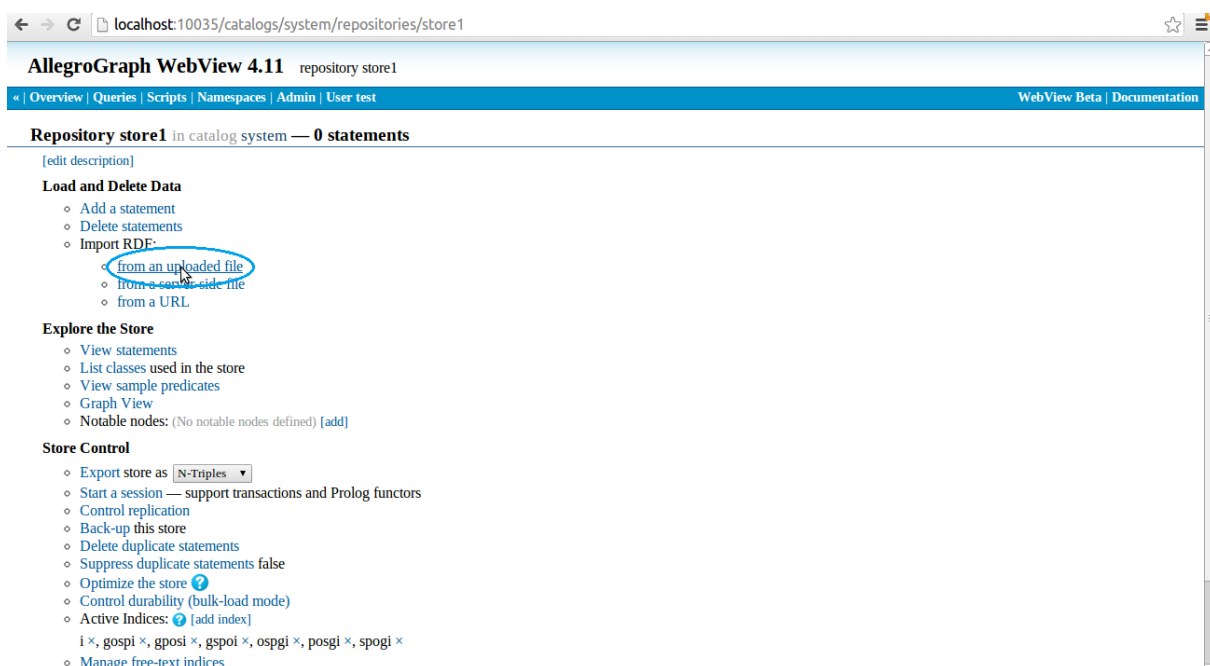 localhost:10035/catalogs/system/repositories/store1
AllegroGraph WebView 4.11 repository store1
« | Overview | Queries | Scripts | Namespaces | Admin | User test WebView Beta | Documentation
Repository store1 in catalog system — 0 statements
[edit description]
Load and Delete Data
Add a statement
Delete statements
Import RDF:
from an uploaded file
from a server-side file
from a URL
Explore the Store
View statements
List classes used in the store
View sample predicates
Graph View
Notable nodes: (No notable nodes defined) [add]
Store Control
Export store as N-Triples ▼
Start a session — support transactions and Prolog functors
Control replication
Back-up this store
Delete duplicate statements
Suppress duplicate statements false
Optimize the store ?
Control durability (bulk-load mode)
Active Indices: ? [add index]
i ×, gospi ×, gposi ×, gspoi ×, ospgi ×, posgi ×, spogi ×
Manage free-text indices